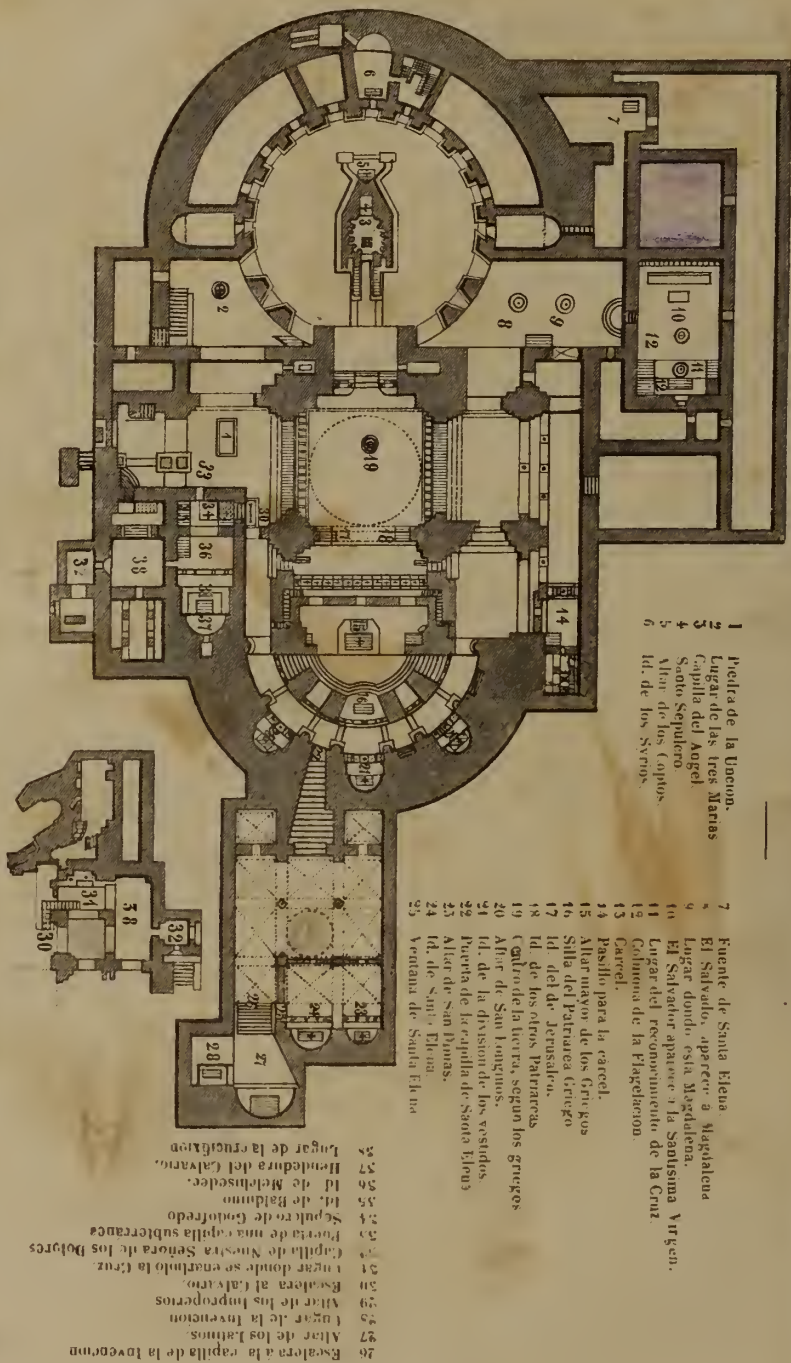 1 Piedra de la Uncion.
2 Lugar de las tres Marias
3 Capilla del Angel.
4 Santo Sepulcro
5 Altar de los Coptos.
6 Id. de los Syrios.
7 Fuente de Santa Elena
8 El Salvado, aparece á Magdalena
9 Lugar donde esta Magdalena.
10 El Salvador aparece a la Santisima Virgen.
11 Lugar del reconocimiento de la Cruz
12 Colmuna de la Flagelacion
13 Carcel.
14 Pasillo para la cárcel.
15 Altar mayor de los Griegos
16 Silla del Patriarca Griego
17 Id. del de Jerusalen.
18 Id. de los otros Patriarcas
19 Centro de la tierra, segun los griegos
20 Altar de San Longinos.
21 Id. de la division de los vestidos
22 Puerta de la capilla de Santa Elena
23 Altar de San Dimas.
24 Id. de Santa Elena
25 Ventana de Santa Elena
26 Escalera á la capilla de la Invencion
27 Altar de los Latinos.
28 Lugar de la Invencion
29 Altar de los Improperios
30 Escalera al Calvario.
31 Lugar donde se enarbolo la Cruz.
32 Capilla de Nuestra Señora de los Dolores
33 Puerta de una capilla subterranea
34 Sepulcro de Godofredo
35 Id. de Balduino
36 Id. de Melchisedec.
37 Hendedura del Calvario.
38 Lugar de la crucifixion